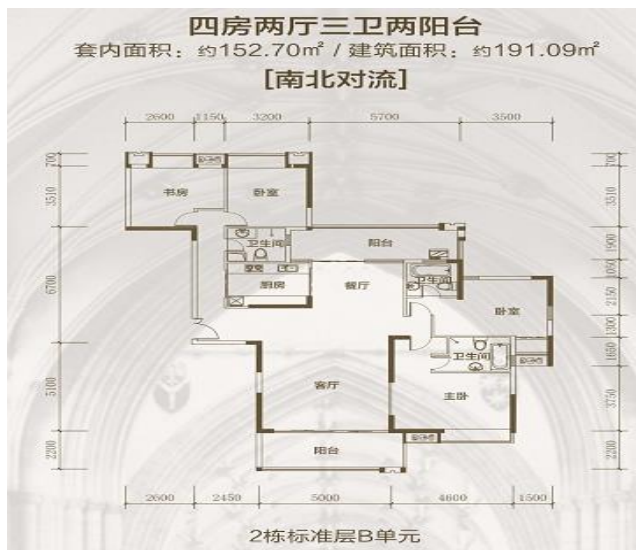 四房两厅三卫两阳台
套内面积：约152.70㎡ / 建筑面积：约191.09㎡
[南北对流]
2600 1150 3200 5700 3500
700 700
3510 书房 卧室 3510
卫生间 阳台 1900
1050
6700 厨房 餐厅 卫生间 2150
卧室 1300
卫生间 1650
5100 客厅 主卧 3750
2200 阳台 2200
2600 2450 5000 4600 1500
2栋标准层B单元